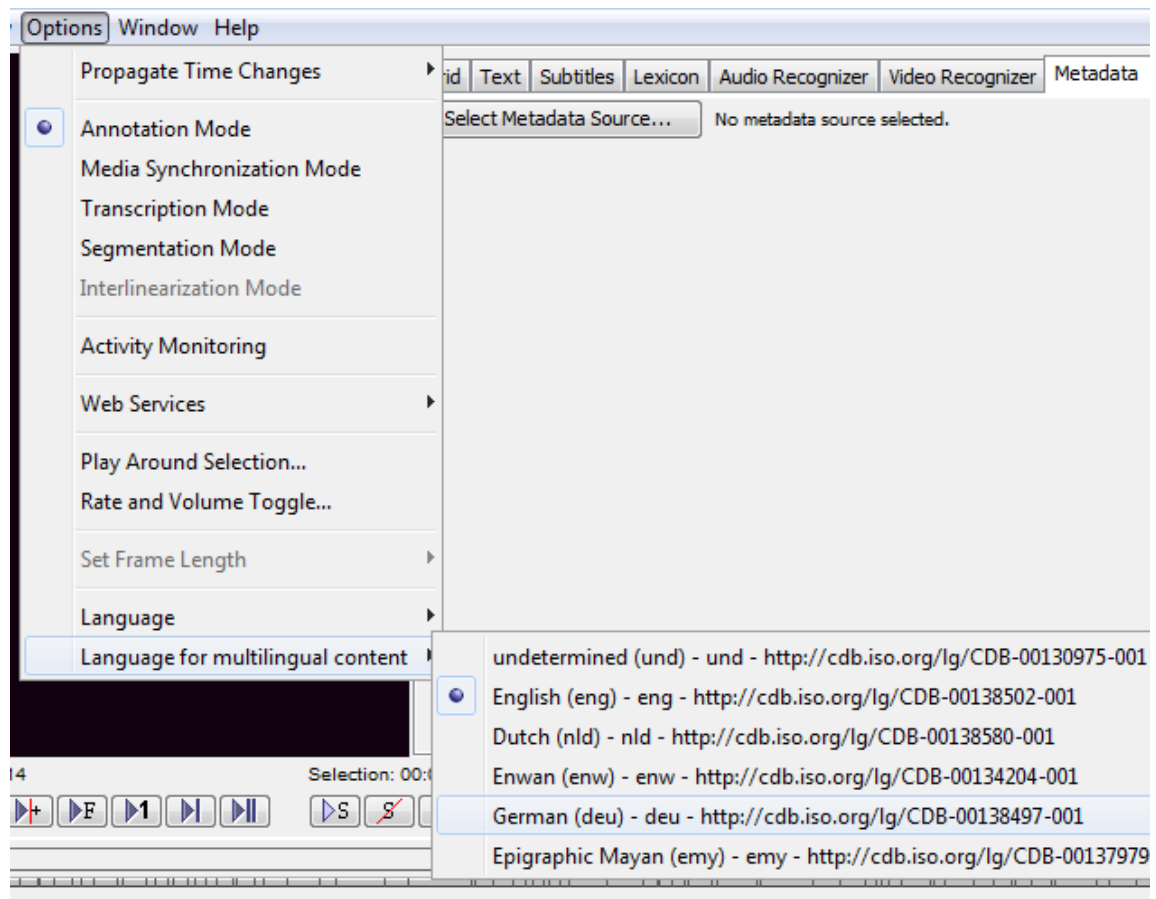 Options Window Help
Propagate Time Changes
Annotation Mode
Media Synchronization Mode
Transcription Mode
Segmentation Mode
Interlinearization Mode
Activity Monitoring
Web Services
Play Around Selection...
Rate and Volume Toggle...
Set Frame Length
Language
Language for multilingual content
Text Subtitles Lexicon Audio Recognizer Video Recognizer Metadata
Select Metadata Source... No metadata source selected.
undetermined (und) - und - http://cdb.iso.org/lg/CDB-00130975-001
English (eng) - eng - http://cdb.iso.org/lg/CDB-00138502-001
Dutch (nld) - nld - http://cdb.iso.org/lg/CDB-00138580-001
Enwan (enw) - enw - http://cdb.iso.org/lg/CDB-00134204-001
German (deu) - deu - http://cdb.iso.org/lg/CDB-00138497-001
Epigraphic Mayan (emy) - emy - http://cdb.iso.org/lg/CDB-00137979
14 Selection: 00:
+ F 1 S S